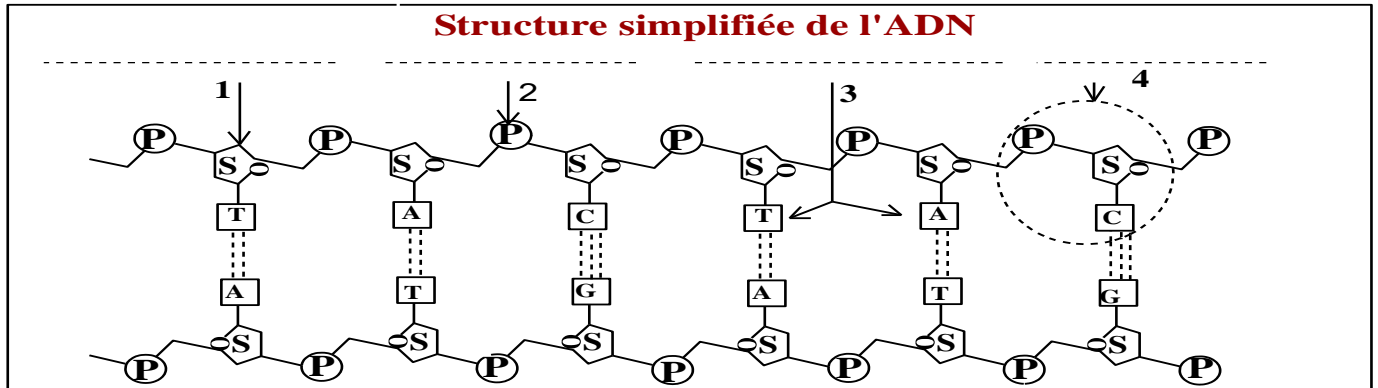 Structure simplifiée de l'ADN
1 2 3 4
P P P P P P P
S O S O S O S O S O S O
T A C T A C
A T G A T G
O S O S O S O S O S O S
P P P P P P P